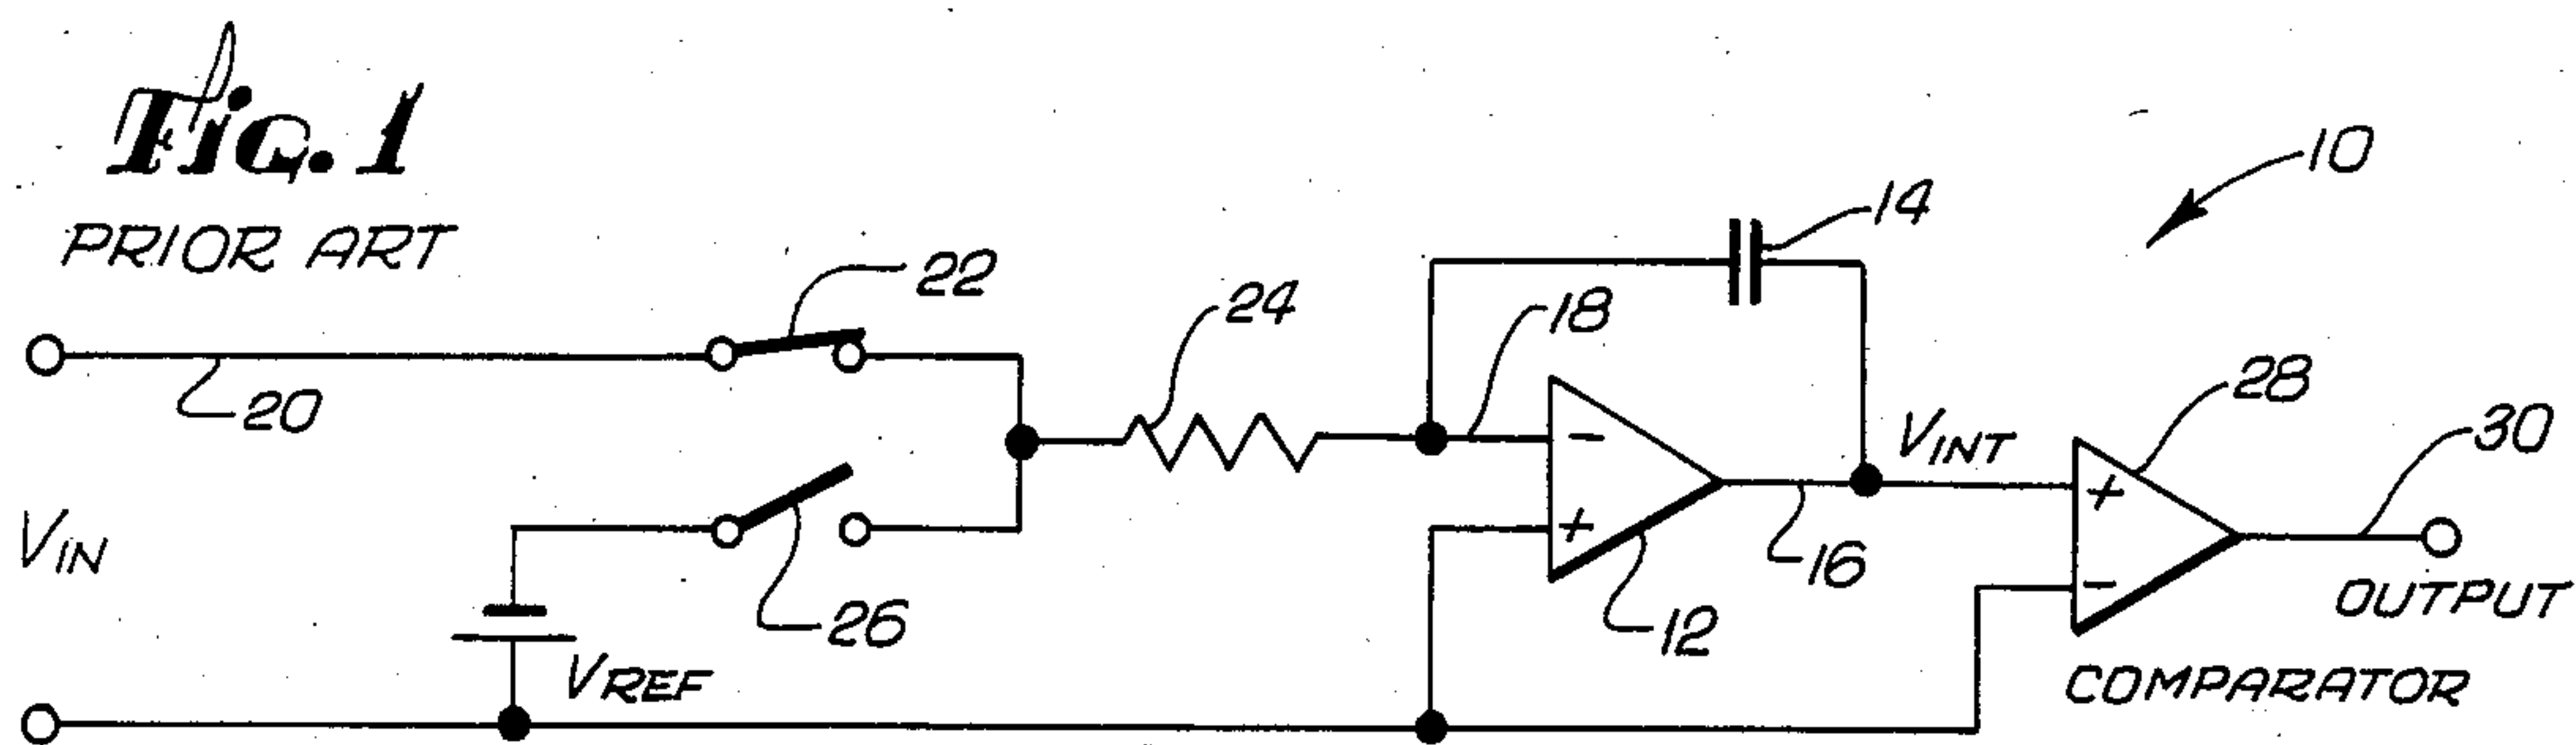 Fig. 1
PRIOR ART
10
14
22
24
18
20
28
30
VINT
+
-
-
+
VIN
26
16
12
OUTPUT
VREF
COMPARATOR